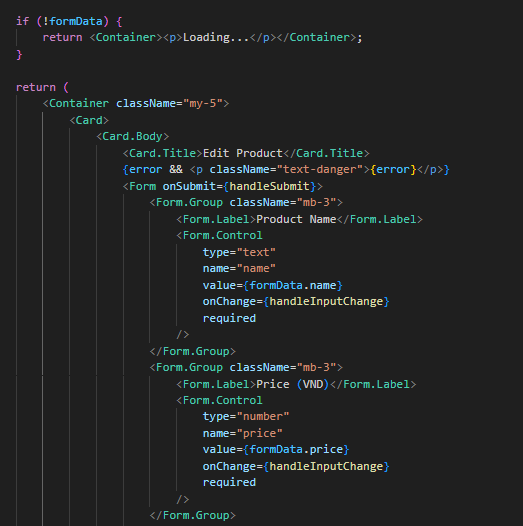 if (!formData) {
    return <Container><p>Loading...</p></Container>;
}

return (
    <Container className="my-5">
        <Card>
            <Card.Body>
                <Card.Title>Edit Product</Card.Title>
                {error && <p className="text-danger">{error}</p>}
                <Form onSubmit={handleSubmit}>
                    <Form.Group className="mb-3">
                        <Form.Label>Product Name</Form.Label>
                        <Form.Control
                            type="text"
                            name="name"
                            value={formData.name}
                            onChange={handleInputChange}
                            required
                        />
                    </Form.Group>
                    <Form.Group className="mb-3">
                        <Form.Label>Price (VND)</Form.Label>
                        <Form.Control
                            type="number"
                            name="price"
                            value={formData.price}
                            onChange={handleInputChange}
                            required
                        />
                    </Form.Group>